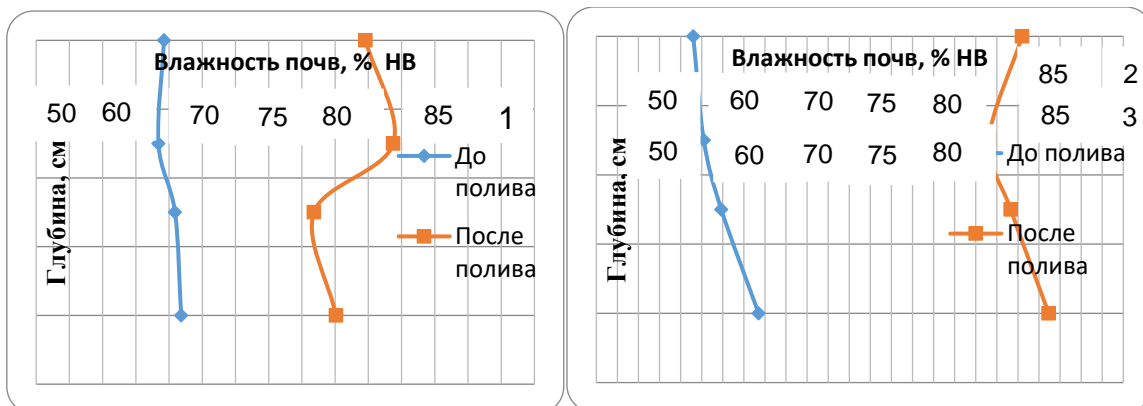 Влажность почв, % НВ
50 60 70 75 80 85 1
Глубина, см
До
полива
После
полива
Влажность почв, % НВ
85 2
50 60 70 75 80
85 3
50 60 70 75 80
Глубина, см
До полива
После
полива